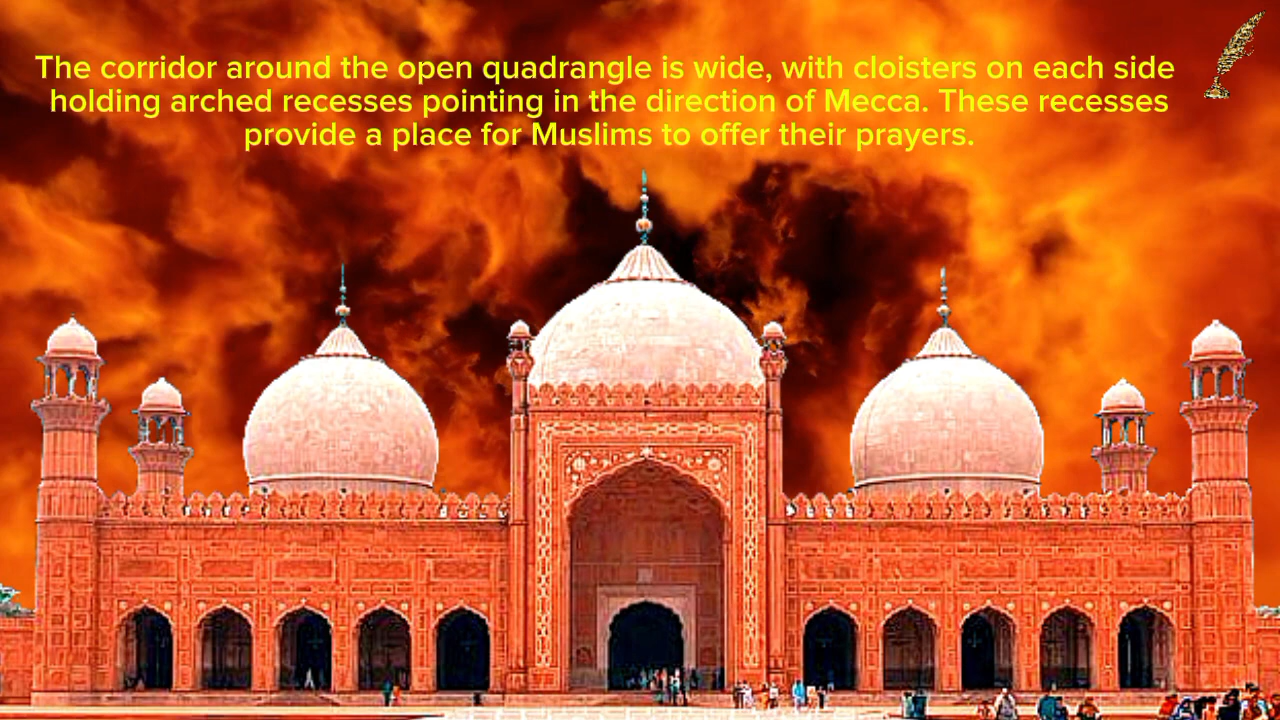 The corridor around the open quadrangle is wide, with cloisters on each side
holding arched recesses pointing in the direction of Mecca. These recesses
provide a place for Muslims to offer their prayers.